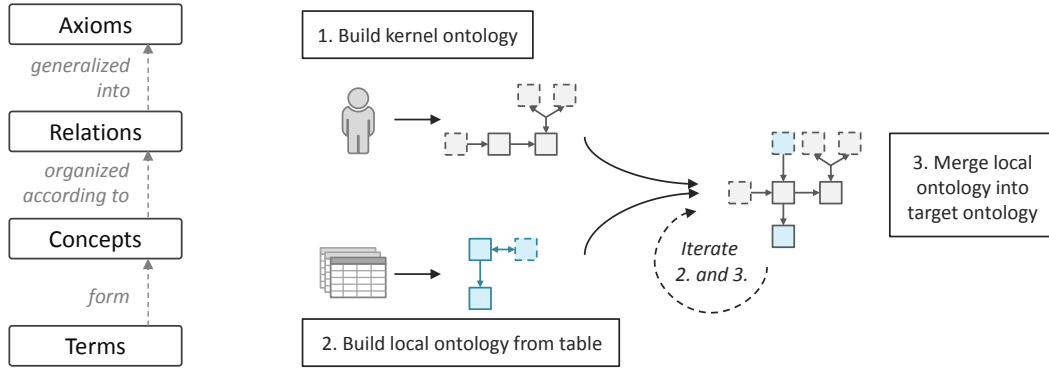 Axioms
generalized
into
Relations
organized
according to
Concepts
form
Terms
1. Build kernel ontology
2. Build local ontology from table
Iterate
2. and 3.
3. Merge local
ontology into
target ontology